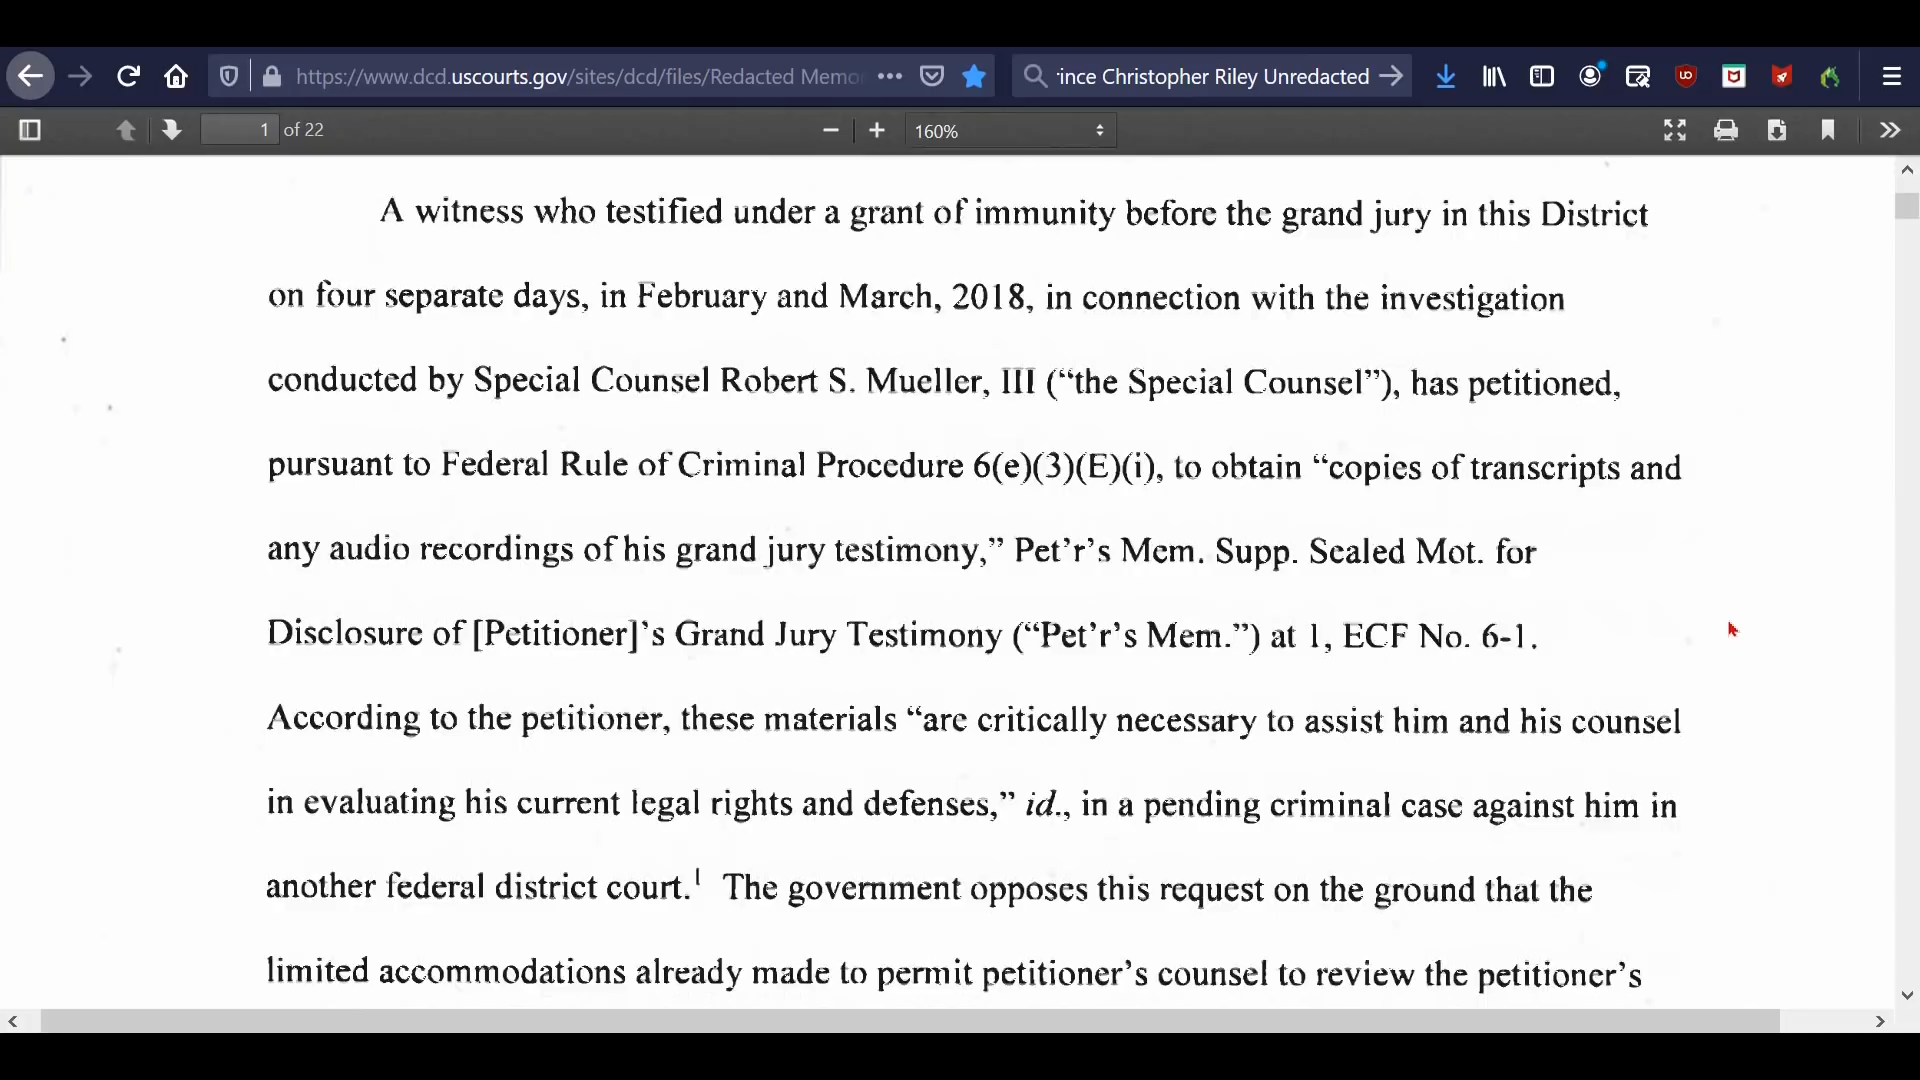 https://www.dcd.uscourts.gov/sites/dcd/files/Redacted Memo
ince Christopher Riley Unredacted
1 of 22
160%
A witness who testified under a grant of immunity before the grand jury in this District
on four separate days, in February and March, 2018, in connection with the investigation
conducted by Special Counsel Robert S. Mueller, III (“the Special Counsel”), has petitioned,
pursuant to Federal Rule of Criminal Procedure 6(e)(3)(E)(i), to obtain “copies of transcripts and
any audio recordings of his grand jury testimony,” Pet’r’s Mem. Supp. Sealed Mot. for
Disclosure of [Petitioner]’s Grand Jury Testimony (“Pet’r’s Mem.”) at 1, ECF No. 6-1.
According to the petitioner, these materials “are critically necessary to assist him and his counsel
in evaluating his current legal rights and defenses,” id., in a pending criminal case against him in
another federal district court.1 The government opposes this request on the ground that the
limited accommodations already made to permit petitioner’s counsel to review the petitioner’s